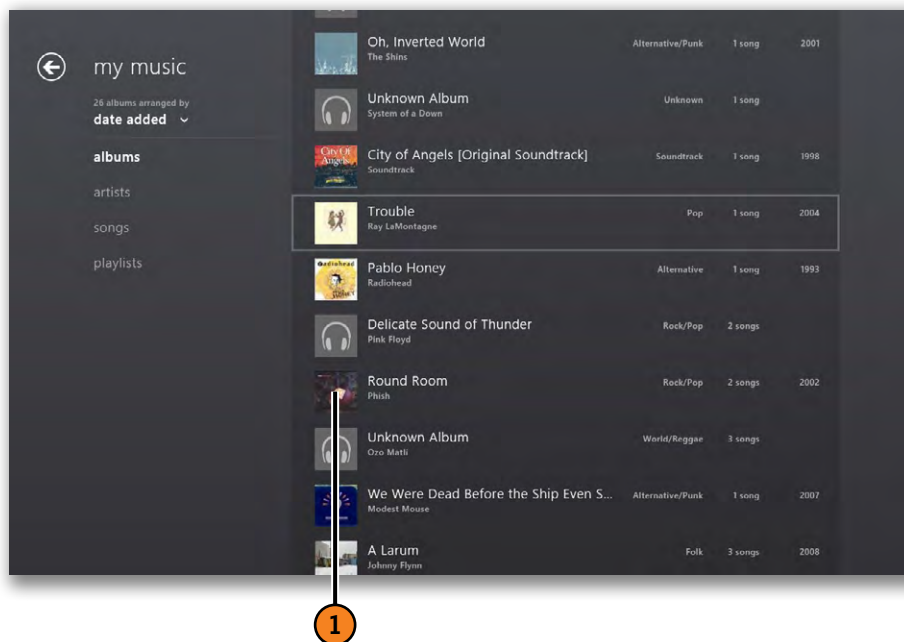 my music
26 albums arranged by
date added
albums
artists
songs
playlists
Oh, Inverted World Alternative/Punk 1 song 2001
The Shins
Unknown Album Unknown 1 song
System of a Down
City Of
Angels
City of Angels [Original Soundtrack] Soundtrack 1 song 1998
Soundtrack
Trouble Pop 1 song 2004
Ray LaMontagne
Radiohead
Pablo Honey Alternative 1 song 1993
Radiohead
Delicate Sound of Thunder Rock/Pop 2 songs
Pink Floyd
Round Room Rock/Pop 2 songs 2002
Phish
Unknown Album World/Reggae 3 songs
Ozo Matli
We Were Dead Before the Ship Even S... Alternative/Punk 1 song 2007
Modest Mouse
A Larum Folk 3 songs 2008
Johnny Flynn
1